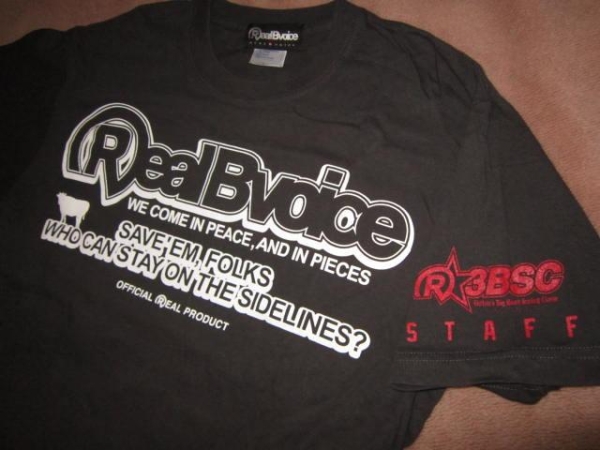 RealBvoice
RealBvoice
WE COME IN PEACE, AND IN PIECES
SAVE 'EM, FOLKS
WHO CAN STAY ON THE SIDELINES?
OFFICIAL REAL PRODUCT
R★3BSC
STAFF